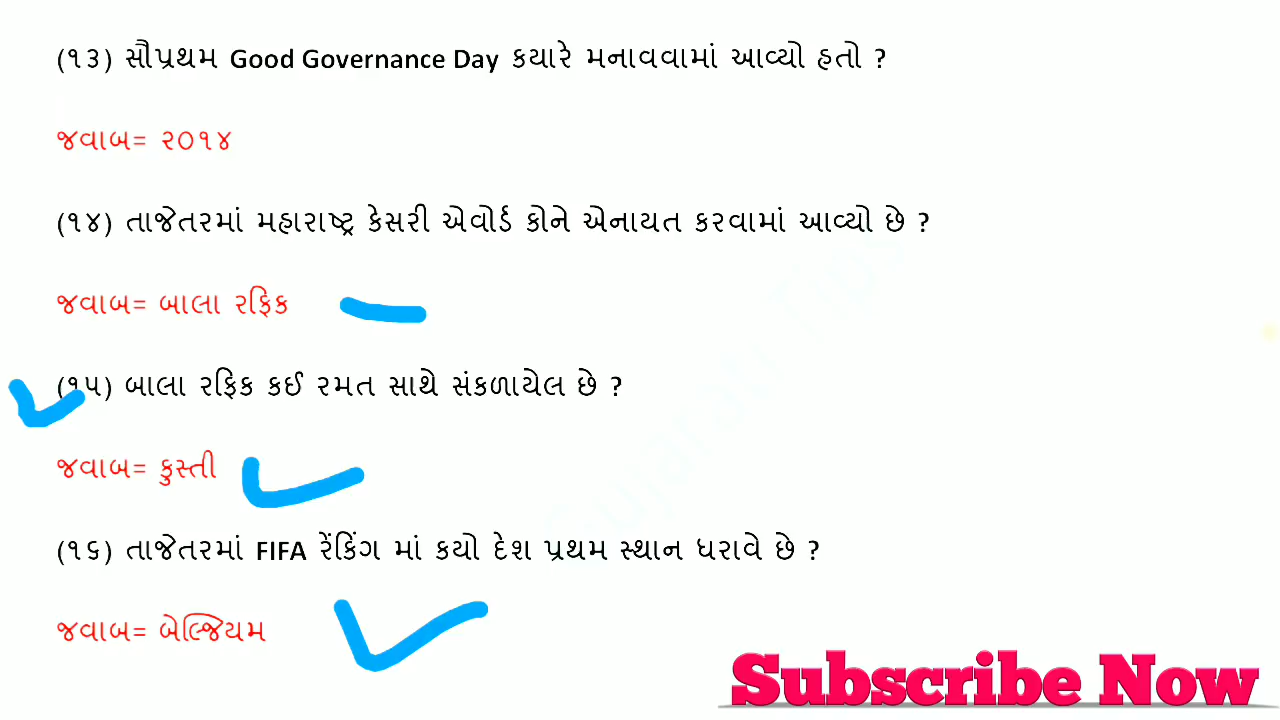 (૧૩) સૌપ્રથમ Good Governance Day કયારે મનાવવામાં આવ્યો હતો ?
જવાબ= ૨૦૧૪
(૧૪) તાજેતરમાં મહારાષ્ટ્ર કેસરી એવોર્ડ કોને એનાયત કરવામાં આવ્યો છે ?
જવાબ= બાલા રફિક
(૧૫) બાલા રફિક કઈ રમત સાથે સંકળાયેલ છે ?
જવાબ= કુસ્તી
(૧૬) તાજેતરમાં FIFA રેંકિંગ માં કયો દેશ પ્રથમ સ્થાન ધરાવે છે ?
જવાબ= બેલ્જિયમ
Subscribe Now